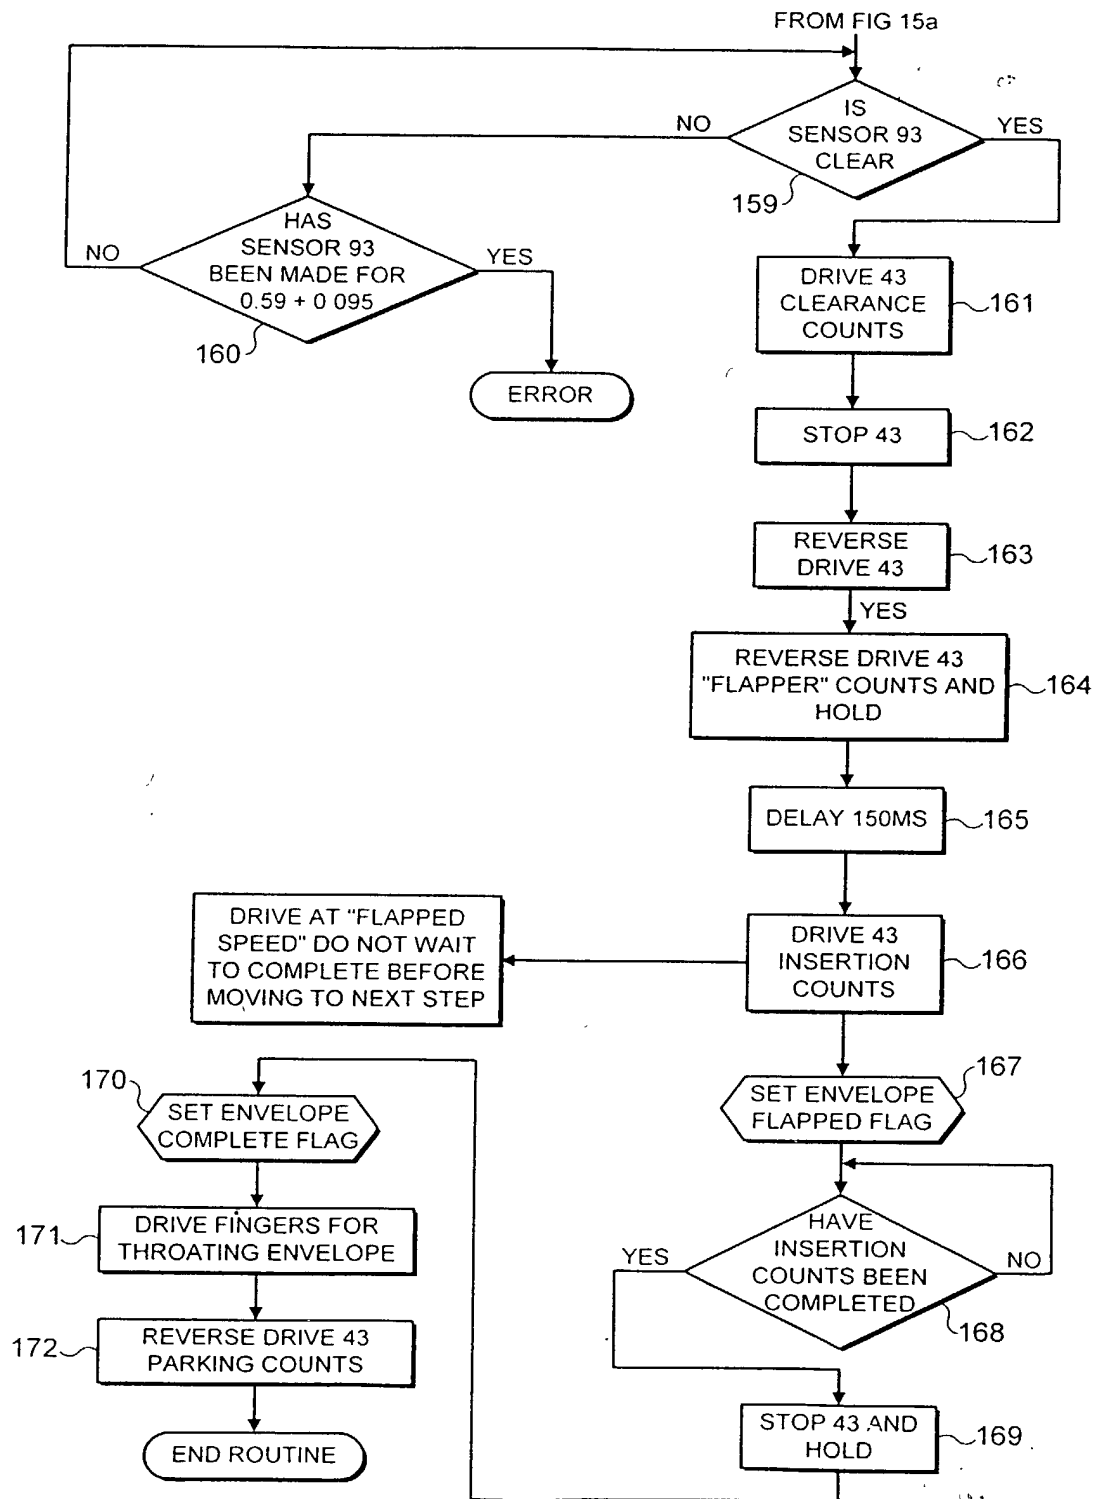 FROM FIG 15a
IS
SENSOR 93
CLEAR
NO
YES
159
HAS
SENSOR 93
BEEN MADE FOR
0.59 + 0 095
NO
YES
160
ERROR
DRIVE 43
CLEARANCE
COUNTS
161
STOP 43
162
REVERSE
DRIVE 43
163
YES
REVERSE DRIVE 43
"FLAPPER" COUNTS AND
HOLD
164
DELAY 150MS
165
DRIVE 43
INSERTION
COUNTS
166
DRIVE AT "FLAPPED
SPEED" DO NOT WAIT
TO COMPLETE BEFORE
MOVING TO NEXT STEP
167
SET ENVELOPE
FLAPPED FLAG
HAVE
INSERTION
COUNTS BEEN
COMPLETED
YES
NO
168
STOP 43 AND
HOLD
169
170
SET ENVELOPE
COMPLETE FLAG
171
DRIVE FINGERS FOR
THROATING ENVELOPE
172
REVERSE DRIVE 43
PARKING COUNTS
END ROUTINE